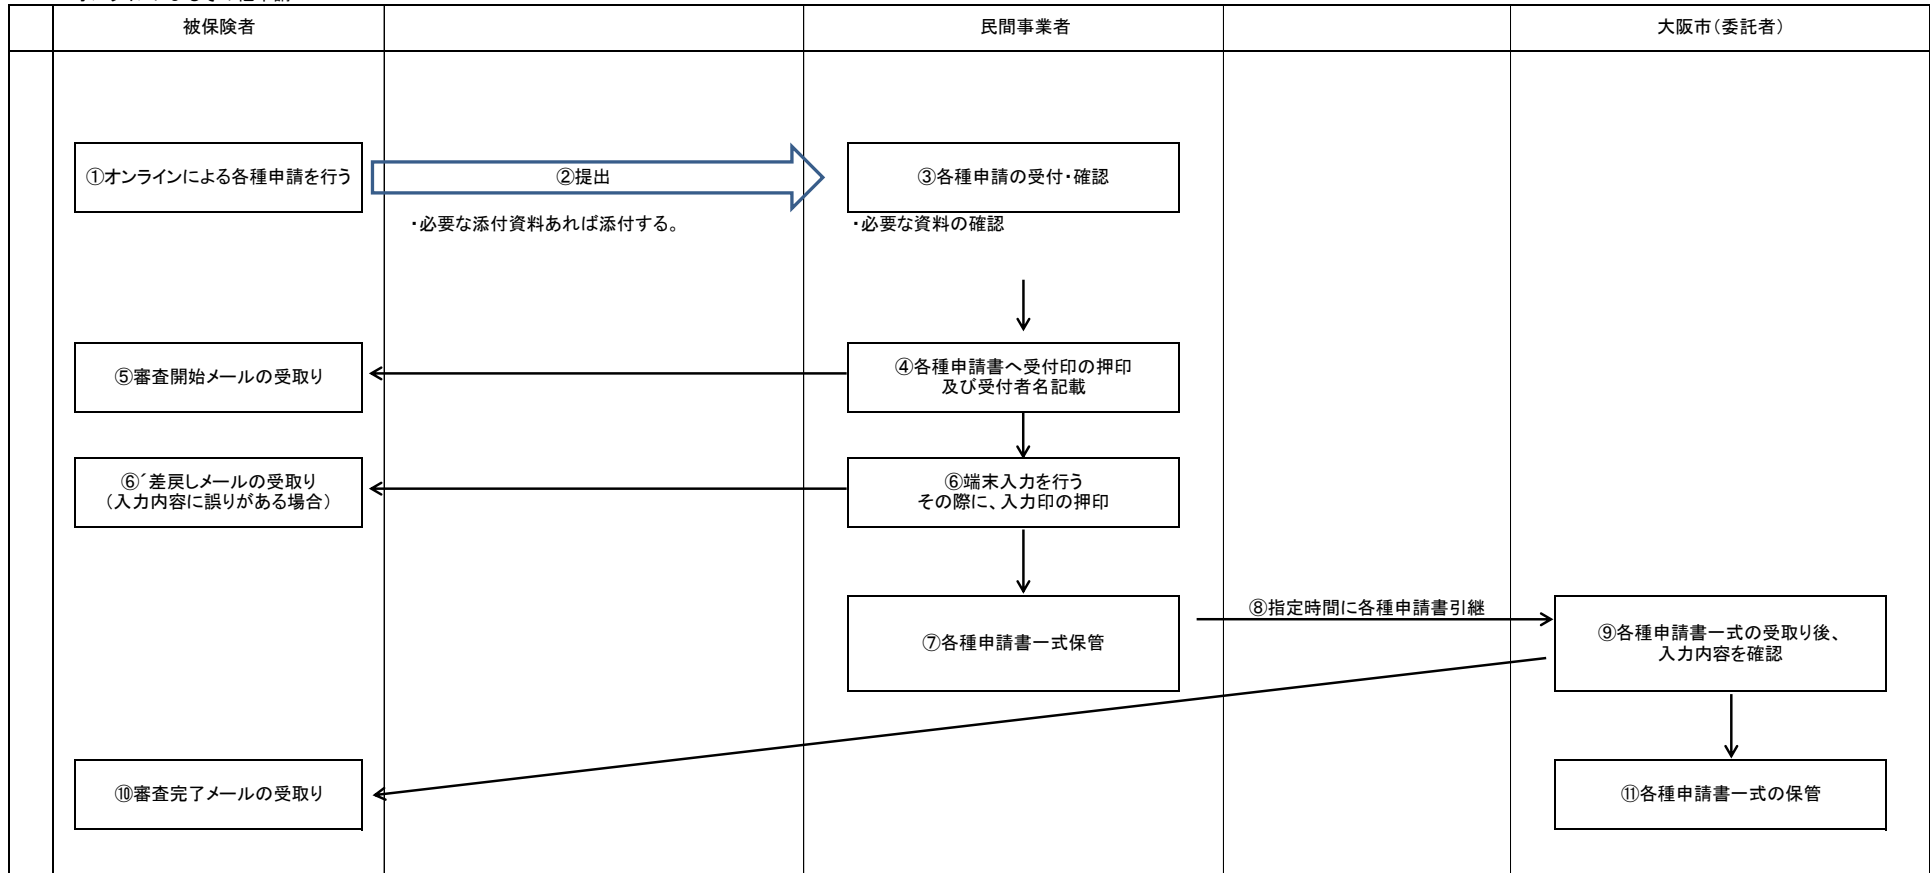 被保険者
民間事業者
大阪市（委託者）
①オンラインによる各種申請を行う
②提出
③各種申請の受付・確認
・必要な添付資料あれば添付する。
・必要な資料の確認
⑤審査開始メールの受取り
④各種申請書へ受付印の押印
及び受付者名記載
⑥´差戻しメールの受取り
（入力内容に誤りがある場合）
⑥端末入力を行う
その際に、入力印の押印
⑦各種申請書一式保管
⑧指定時間に各種申請書引継
⑨各種申請書一式の受取り後、
入力内容を確認
⑩審査完了メールの受取り
⑪各種申請書一式の保管